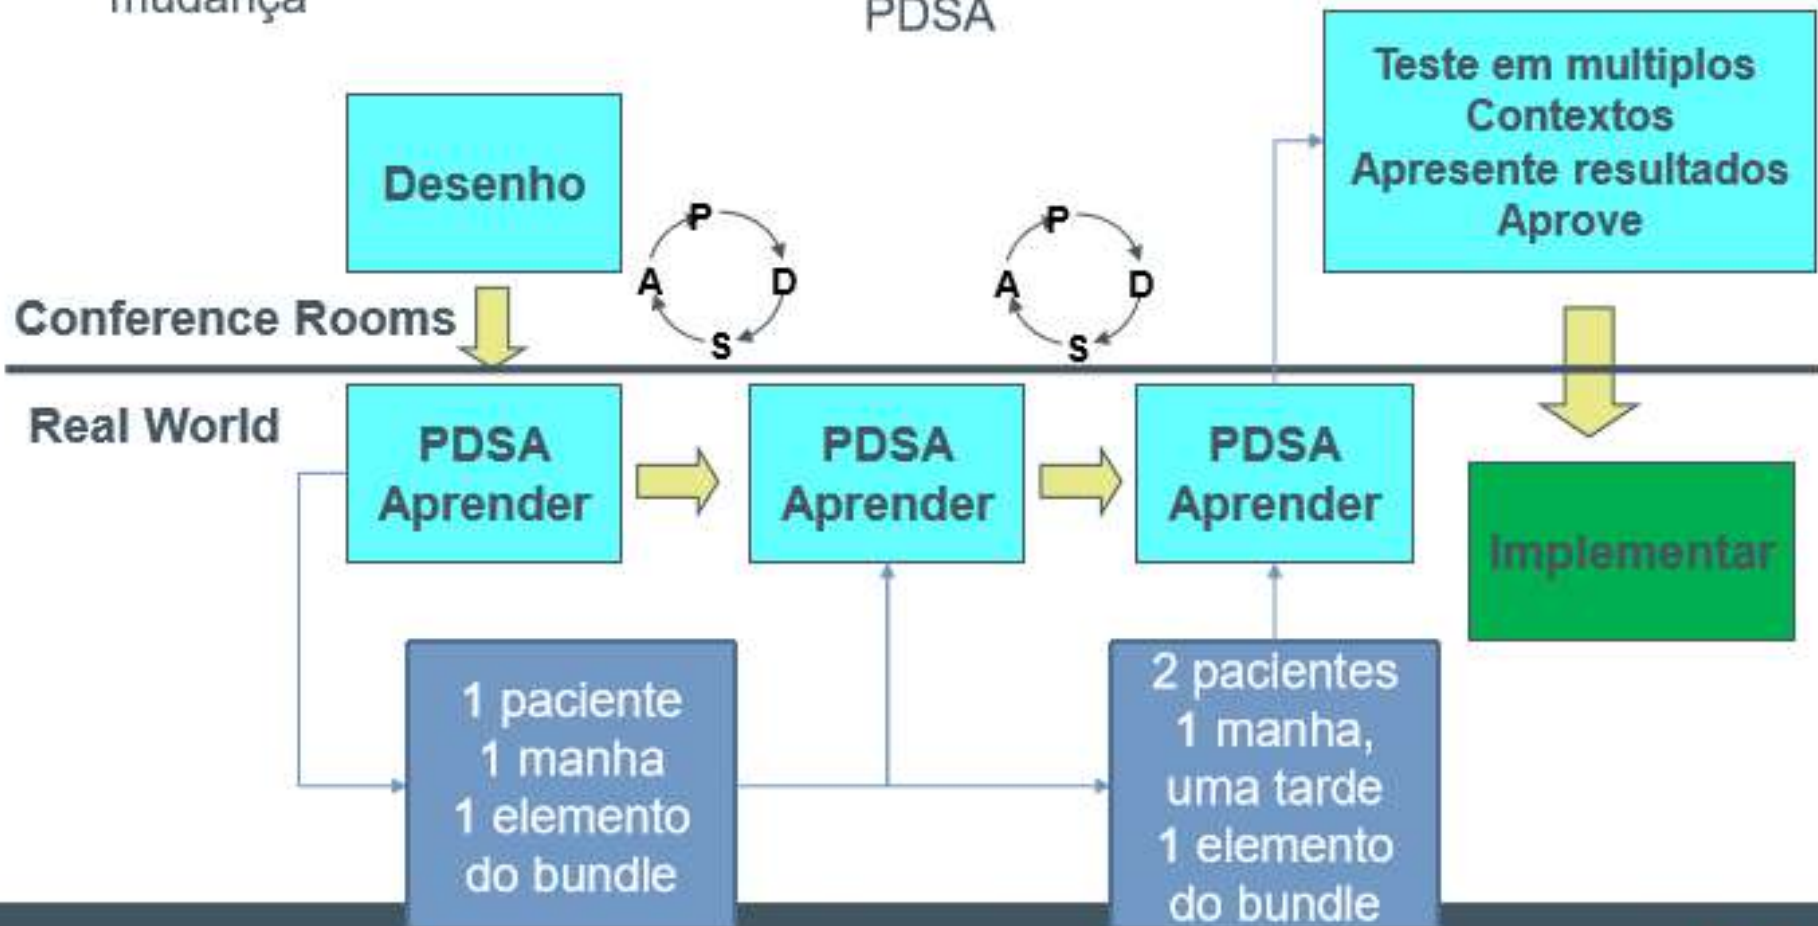 mudança
PDSA
Teste em multiplos
Contextos
Apresente resultados
Aprove
Desenho
P
A
D
S
P
A
D
S
Conference Rooms
Real World
PDSA
Aprender
PDSA
Aprender
PDSA
Aprender
Implementar
1 paciente
1 manha
1 elemento
do bundle
2 pacientes
1 manha,
uma tarde
1 elemento
do bundle